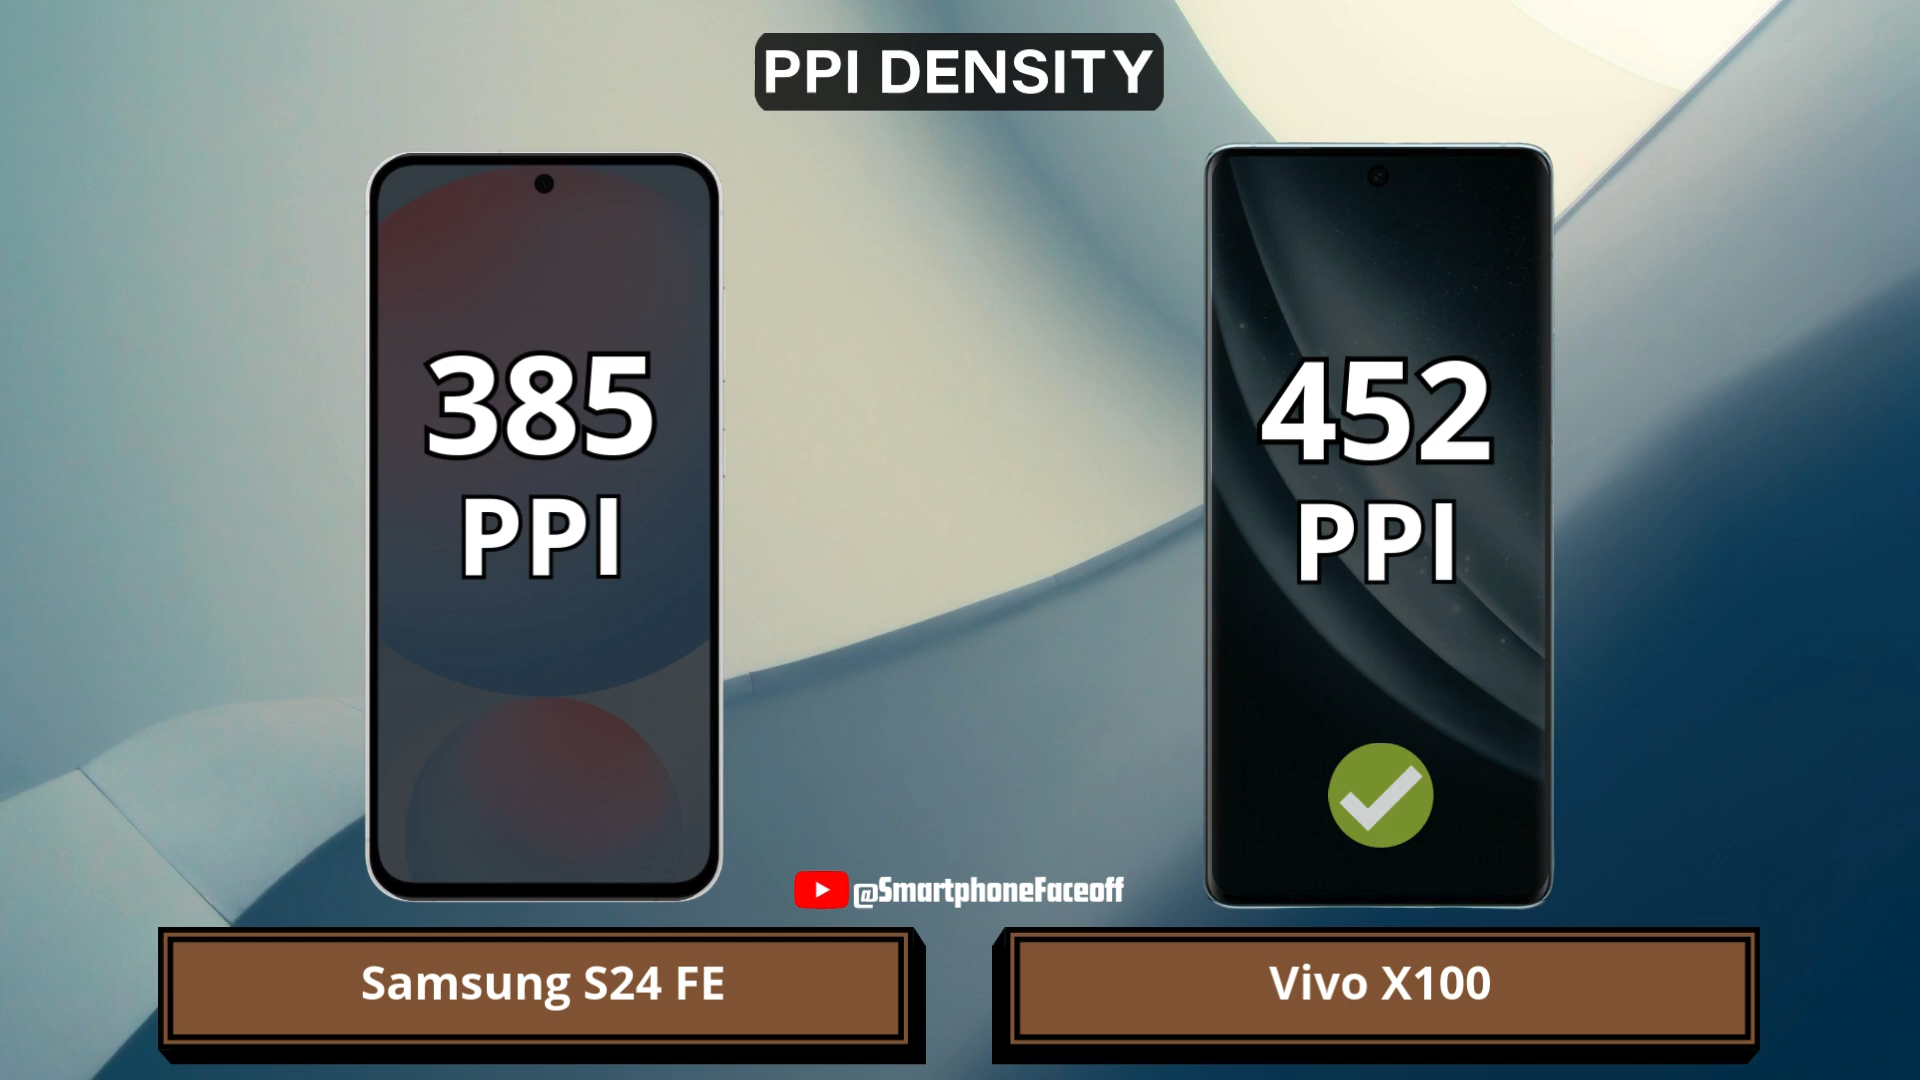 PPI DENSITY
385
PPI
452
PPI
@SmartphoneFaceoff
Samsung S24 FE
Vivo X100